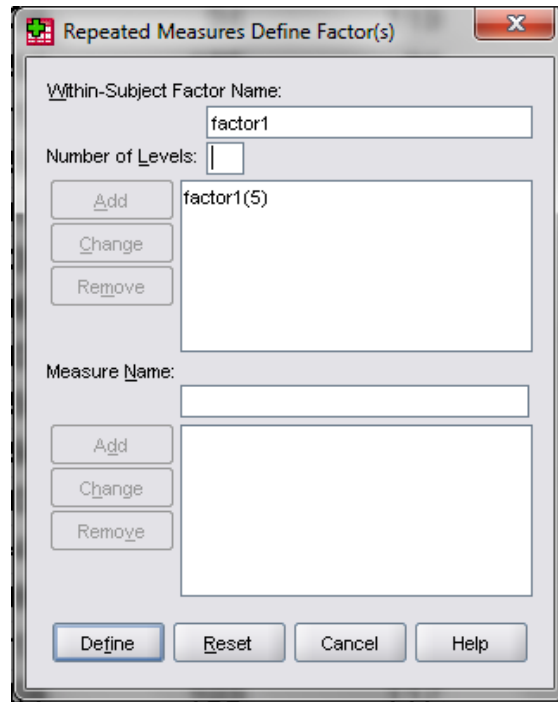 Repeated Measures Define Factor(s)
Within-Subject Factor Name:
factor1
Number of Levels:
Add
factor1(5)
Change
Remove
Measure Name:
Add
Change
Remove
Define Reset Cancel Help